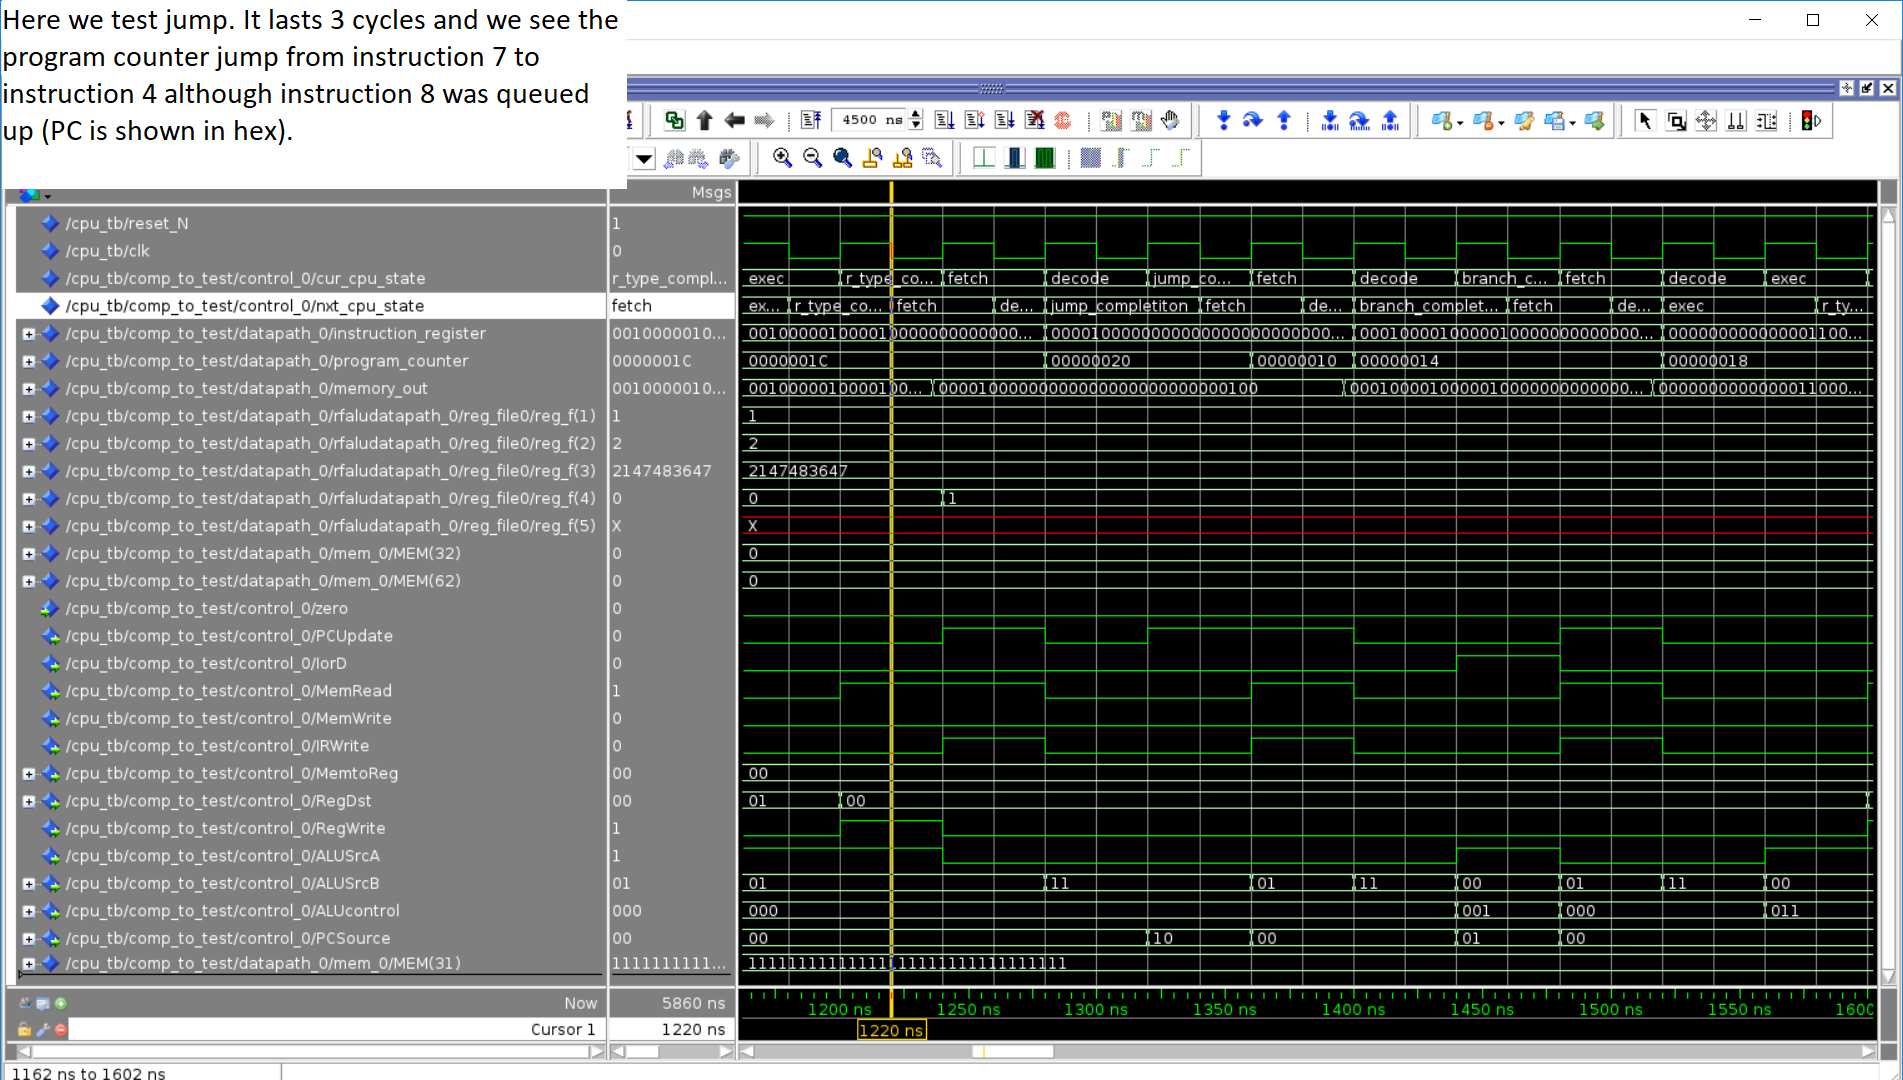 Here we test jump. It lasts 3 cycles and we see the
program counter jump from instruction 7 to
instruction 4 although instruction 8 was queued
up (PC is shown in hex).
4500 ns
Msgs
/cpu_tb/reset_N 1
/cpu_tb/clk 0
/cpu_tb/comp_to_test/control_0/cur_cpu_state r_type_compl... exec r_type_co... fetch decode jump_co... fetch decode branch_c... fetch decode exec
/cpu_tb/comp_to_test/control_0/nxt_cpu_state fetch ex... r_type_co... fetch de... jump_completiton fetch de... branch_complet... fetch de... exec r_ty...
/cpu_tb/comp_to_test/datapath_0/instruction_register 0010000010...
/cpu_tb/comp_to_test/datapath_0/program_counter 0000001C 0000001C 00000020 00000010 00000014 00000018
/cpu_tb/comp_to_test/datapath_0/memory_out 0010000010...
/cpu_tb/comp_to_test/datapath_0/rfaludatapath_0/reg_file0/reg_f(1) 1 1
/cpu_tb/comp_to_test/datapath_0/rfaludatapath_0/reg_file0/reg_f(2) 2 2
/cpu_tb/comp_to_test/datapath_0/rfaludatapath_0/reg_file0/reg_f(3) 2147483647 2147483647
/cpu_tb/comp_to_test/datapath_0/rfaludatapath_0/reg_file0/reg_f(4) 0 0 1
/cpu_tb/comp_to_test/datapath_0/rfaludatapath_0/reg_file0/reg_f(5) X X
/cpu_tb/comp_to_test/datapath_0/mem_0/MEM(32) 0 0
/cpu_tb/comp_to_test/datapath_0/mem_0/MEM(62) 0 0
/cpu_tb/comp_to_test/control_0/zero 0
/cpu_tb/comp_to_test/control_0/PCUpdate 0
/cpu_tb/comp_to_test/control_0/IorD 0
/cpu_tb/comp_to_test/control_0/MemRead 1
/cpu_tb/comp_to_test/control_0/MemWrite 0
/cpu_tb/comp_to_test/control_0/IRWrite 0
/cpu_tb/comp_to_test/control_0/MemtoReg 00 00
/cpu_tb/comp_to_test/control_0/RegDst 00 01 00
/cpu_tb/comp_to_test/control_0/RegWrite 1
/cpu_tb/comp_to_test/control_0/ALUSrcA 1
/cpu_tb/comp_to_test/control_0/ALUSrcB 01 01 11 01 11 00 01 11 00
/cpu_tb/comp_to_test/control_0/ALUcontrol 000 000 001 000 011
/cpu_tb/comp_to_test/control_0/PCSource 00 00 10 00 01 00
/cpu_tb/comp_to_test/datapath_0/mem_0/MEM(31) 1111111111...
Now 5860 ns 1200 ns 1250 ns 1300 ns 1350 ns 1400 ns 1450 ns 1500 ns 1550 ns 1600
Cursor 1 1220 ns 1220 ns
1162 ns to 1602 ns